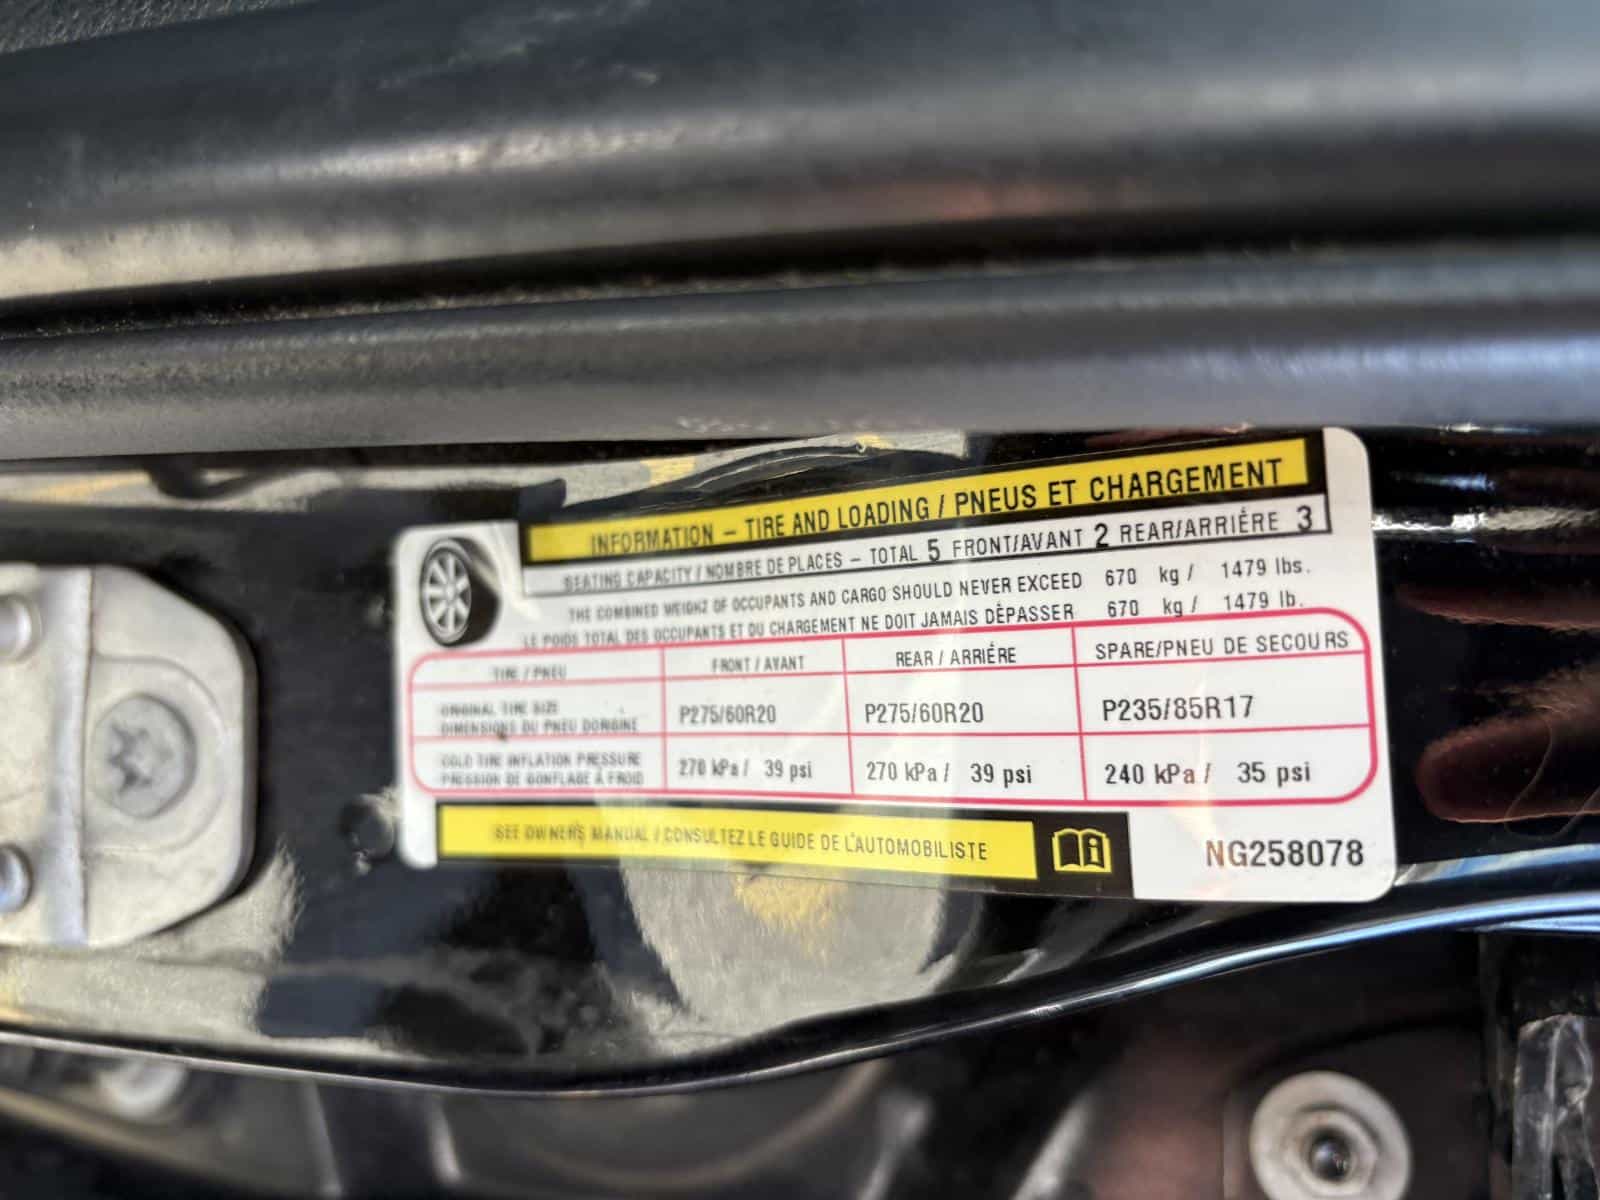 INFORMATION – TIRE AND LOADING / PNEUS ET CHARGEMENT
SEATING CAPACITY / NOMBRE DE PLACES – TOTAL 5 FRONT/AVANT 2 REAR/ARRIÉRE 3
THE COMBINED WEIGHZ OF OCCUPANTS AND CARGO SHOULD NEVER EXCEED 670 kg / 1479 lbs.
LE POIDS TOTAL DES OCCUPANTS ET DU CHARGEMENT NE DOIT JAMAIS DÈPASSER 670 kg / 1479 lb.
TIRE / PNEU FRONT / AVANT REAR / ARRIÉRE SPARE/PNEU DE SECOURS
ORIGINAL TIRE SIZE
DIMENSIONS DU PNEU DORIGINE P275/60R20 P275/60R20 P235/85R17
COLD TIRE INFLATION PRESSURE
PRESSION DE GONFLAGE À FROID 270 kPa / 39 psi 270 kPa / 39 psi 240 kPa / 35 psi
SEE OWNERS MANUAL / CONSULTEZ LE GUIDE DE L'AUTOMOBILISTE
NG258078